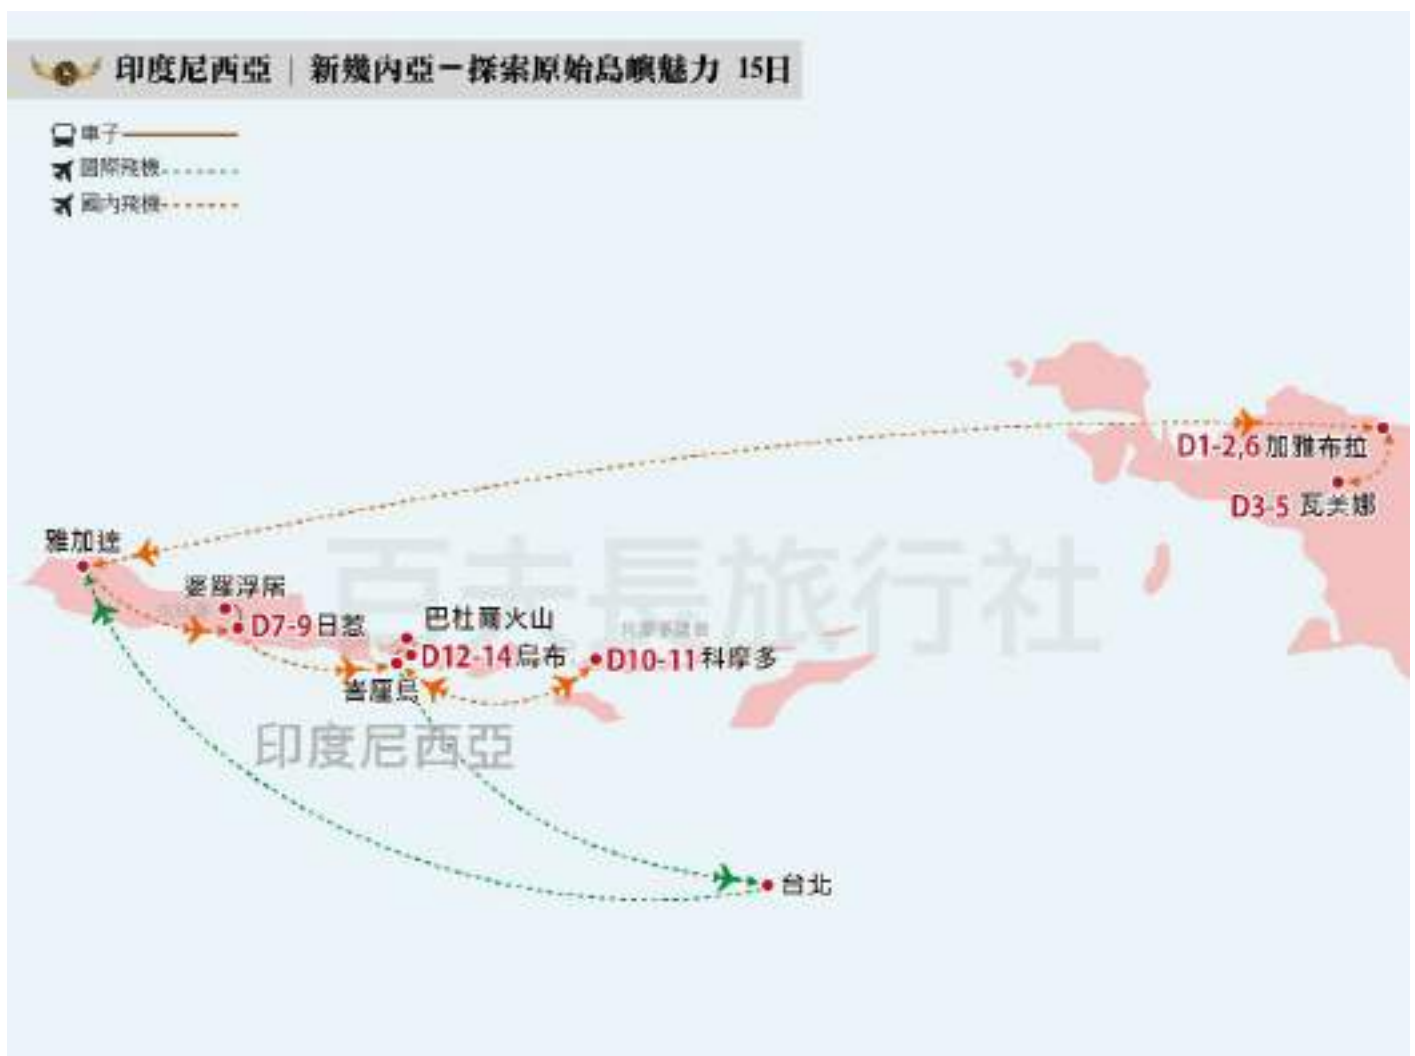 印度尼西亞｜新幾內亞－探索原始島嶼魅力 15日
車子
國際飛機
國內飛機
D1-2,6 加雅布拉
D3-5 瓦美娜
雅加達
婆羅浮屠
D7-9 日惹
巴杜爾火山
D12-14 烏布
D10-11 科摩多
峇厘島
印度尼西亞
台北
百夫長旅行社